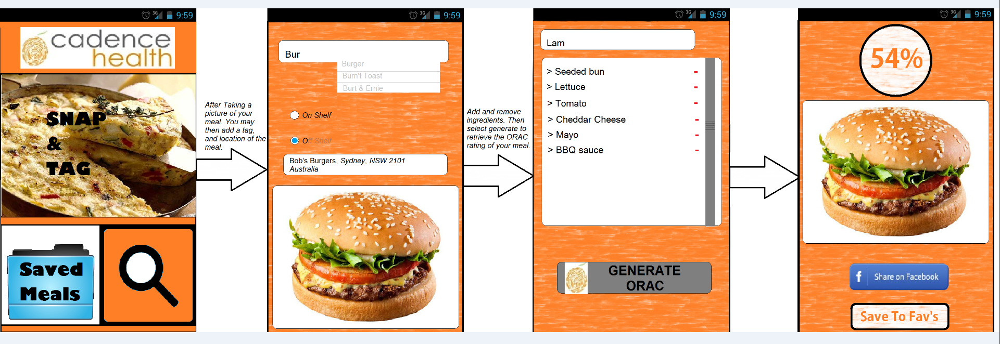 3G 9:59
cadence
health
SNAP
&
TAG
Saved
Meals
After Taking a
picture of your
meal. You may
then add a tag,
and location of the
meal.
3G 9:59
Bur
Burger
Burn't Toast
Burt & Ernie
On Shelf
Off Shelf
Bob's Burgers, Sydney, NSW 2101
Australia
Add and remove
ingredients. Then
select generate to
retrieve the ORAC
rating of your meal.
3G 9:59
Lam
> Seeded bun -
> Lettuce -
> Tomato -
> Cheddar Cheese -
> Mayo -
> BBQ sauce -
GENERATE
ORAC
3G 9:59
54%
f Share on Facebook
Save To Fav's